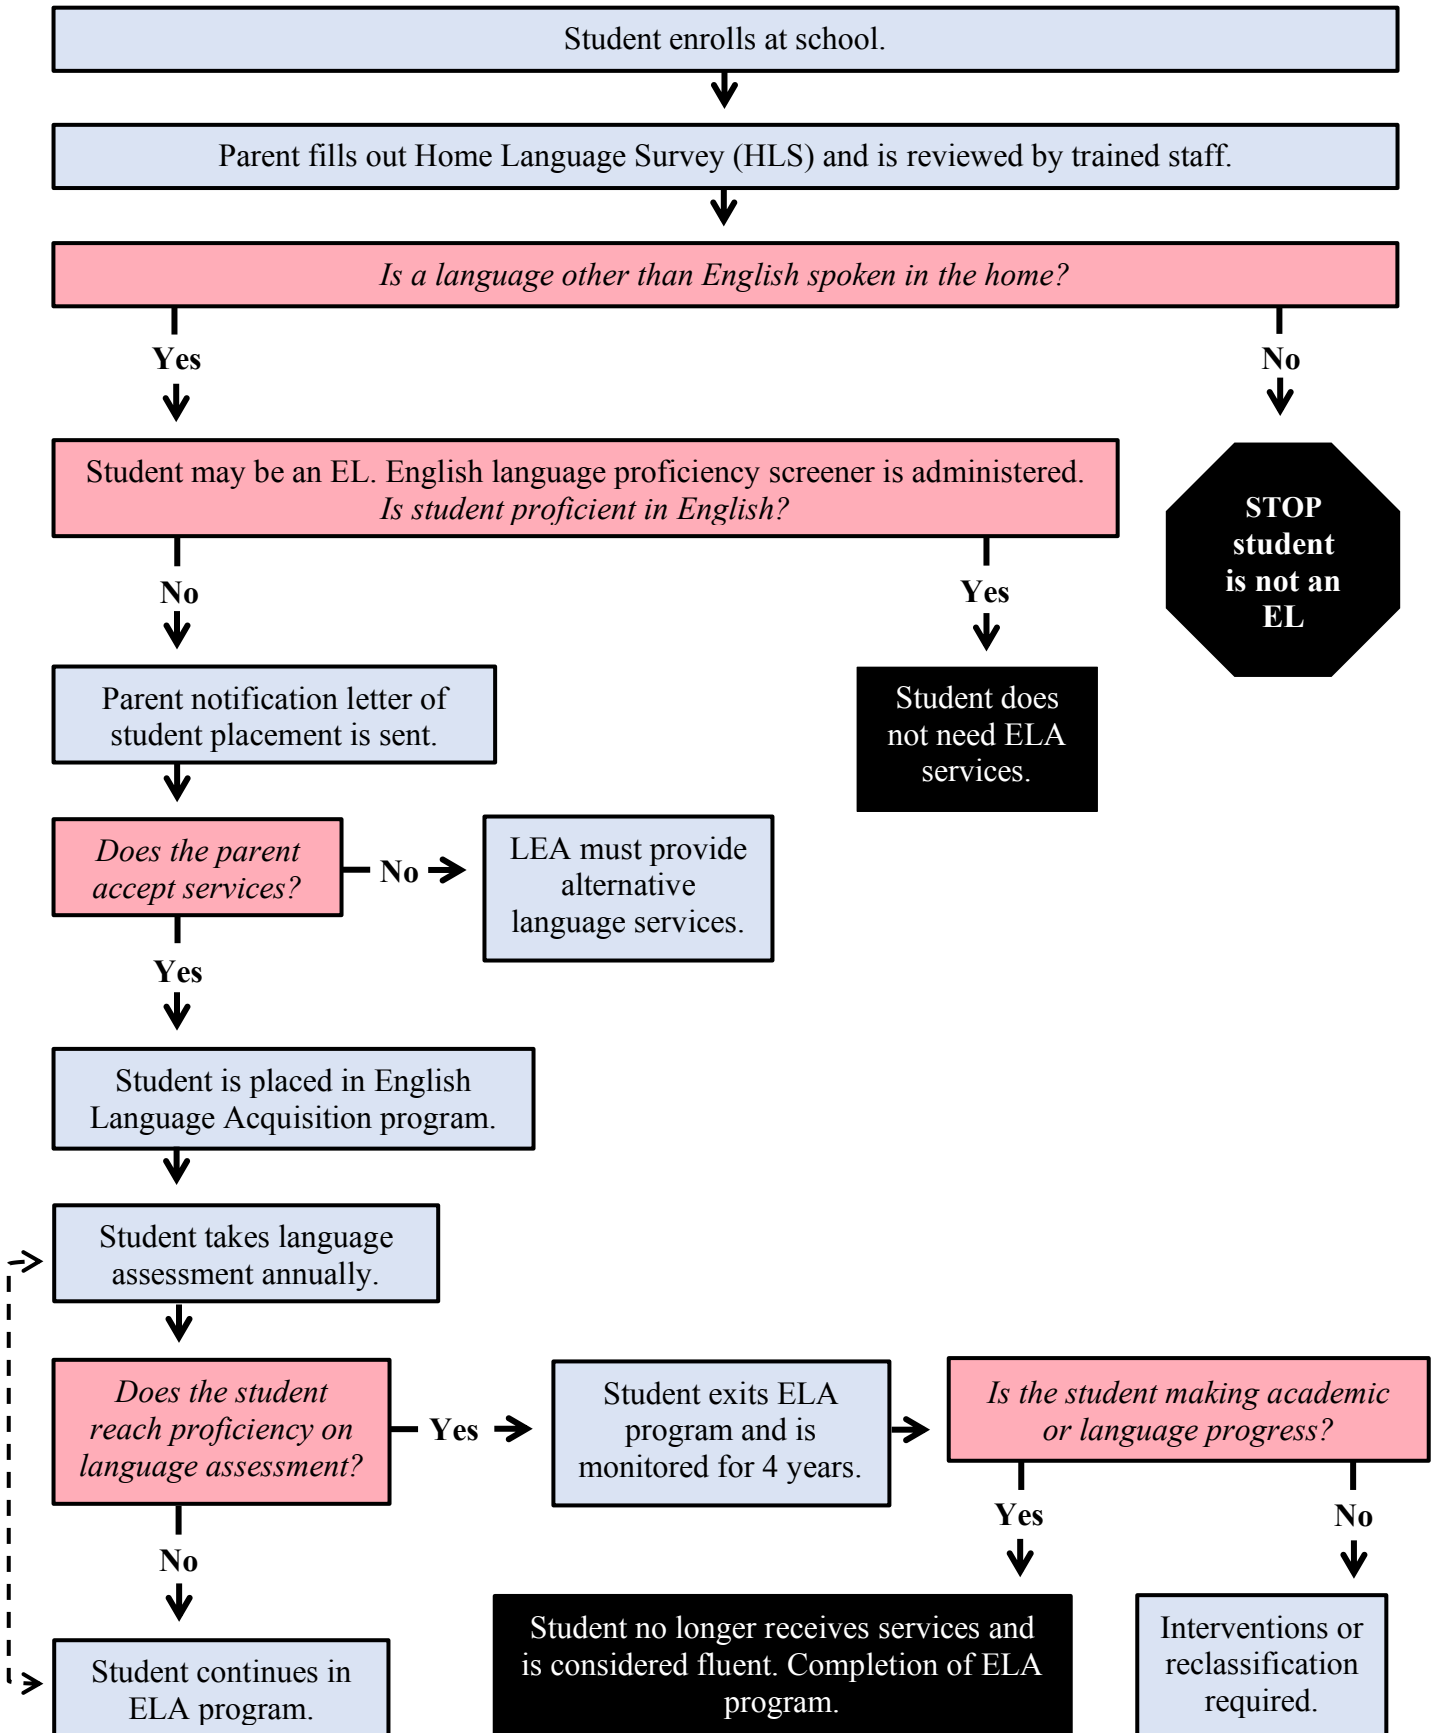 Student enrolls at school.
Parent fills out Home Language Survey (HLS) and is reviewed by trained staff.
Is a language other than English spoken in the home?
Yes
No
Student may be an EL. English language proficiency screener is administered.
Is student proficient in English?
STOP
student
is not an
EL
No
Yes
Parent notification letter of
student placement is sent.
Student does
not need ELA
services.
Does the parent
accept services?
No
LEA must provide
alternative
language services.
Yes
Student is placed in English
Language Acquisition program.
Student takes language
assessment annually.
Does the student
reach proficiency on
language assessment?
Yes
Student exits ELA
program and is
monitored for 4 years.
Is the student making academic
or language progress?
Yes
No
No
Student continues in
ELA program.
Student no longer receives services and
is considered fluent. Completion of ELA
program.
Interventions or
reclassification
required.